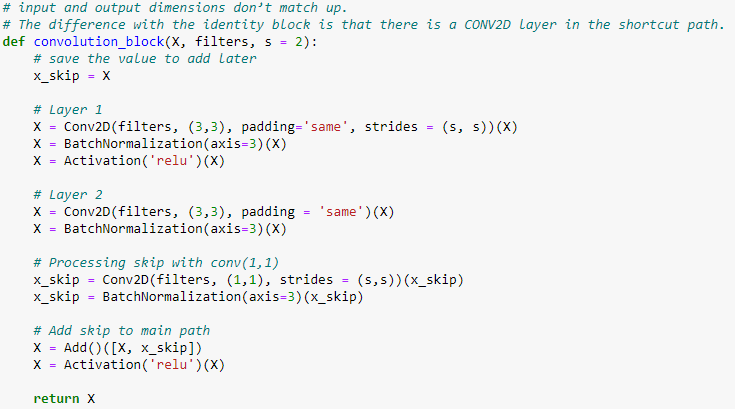 # input and output dimensions don’t match up.
# The difference with the identity block is that there is a CONV2D layer in the shortcut path.
def convolution_block(X, filters, s = 2):
    # save the value to add later
    x_skip = X

    # Layer 1
    X = Conv2D(filters, (3,3), padding='same', strides = (s, s))(X)
    X = BatchNormalization(axis=3)(X)
    X = Activation('relu')(X)

    # Layer 2
    X = Conv2D(filters, (3,3), padding = 'same')(X)
    X = BatchNormalization(axis=3)(X)

    # Processing skip with conv(1,1)
    x_skip = Conv2D(filters, (1,1), strides = (s,s))(x_skip)
    x_skip = BatchNormalization(axis=3)(x_skip)

    # Add skip to main path
    X = Add()([X, x_skip])
    X = Activation('relu')(X)

    return X